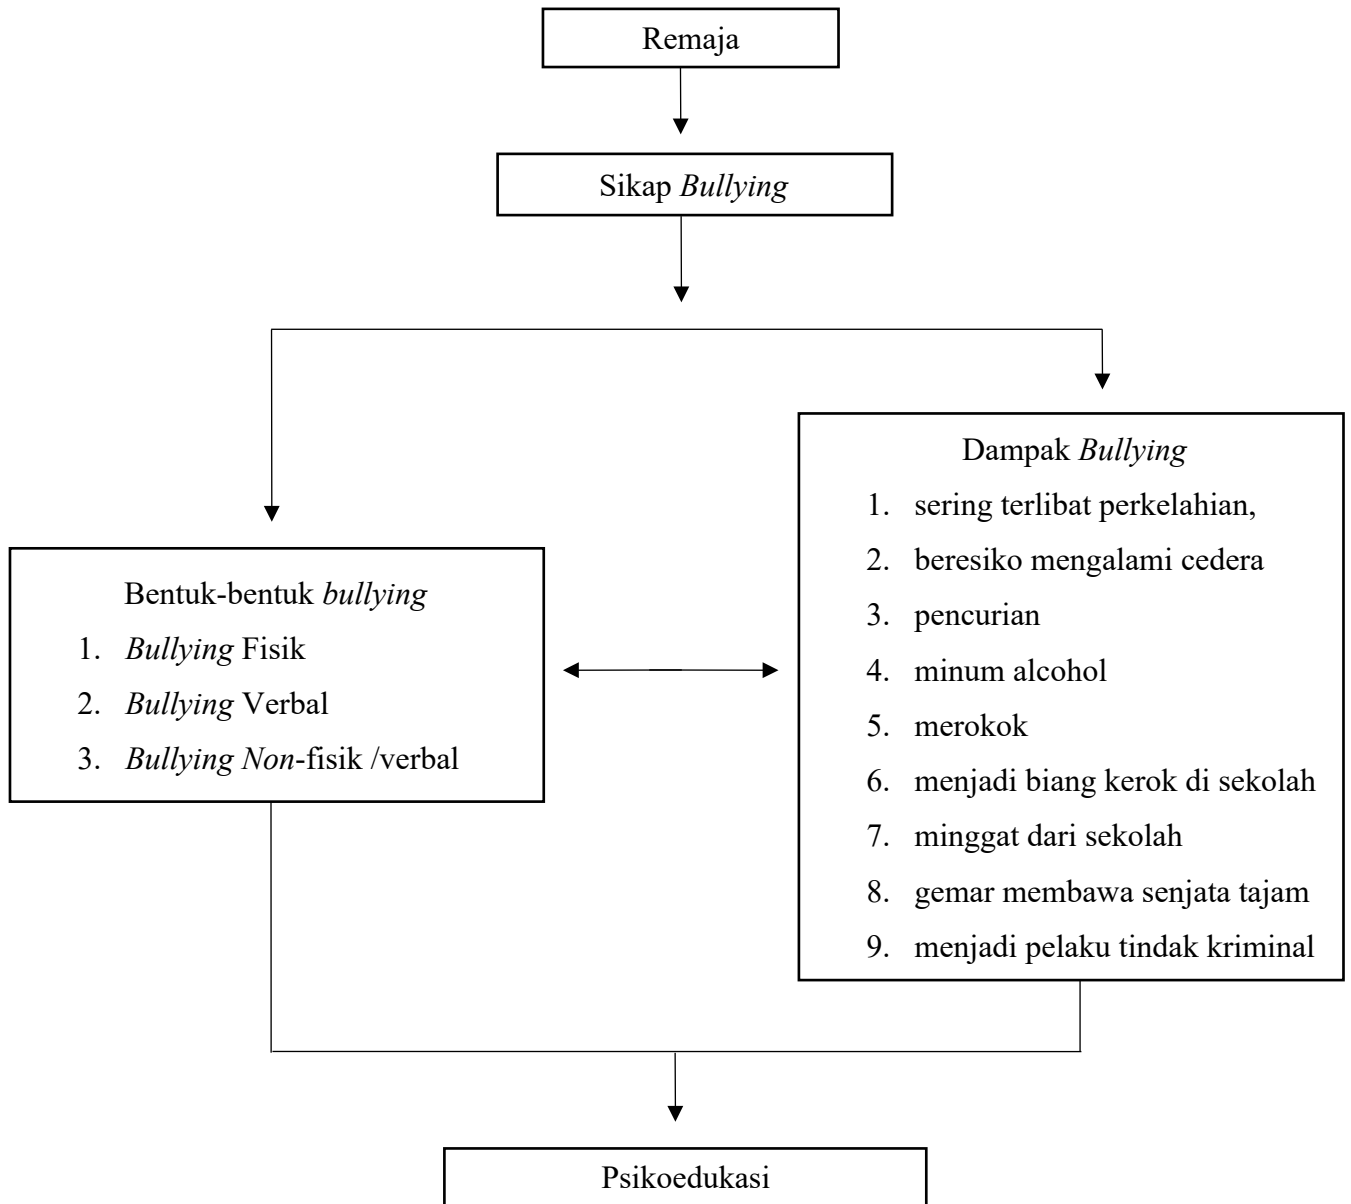 Remaja
Sikap Bullying
Bentuk-bentuk bullying
1. Bullying Fisik
2. Bullying Verbal
3. Bullying Non-fisik /verbal
Dampak Bullying
1. sering terlibat perkelahian,
2. beresiko mengalami cedera
3. pencurian
4. minum alcohol
5. merokok
6. menjadi biang kerok di sekolah
7. minggat dari sekolah
8. gemar membawa senjata tajam
9. menjadi pelaku tindak kriminal
Psikoedukasi